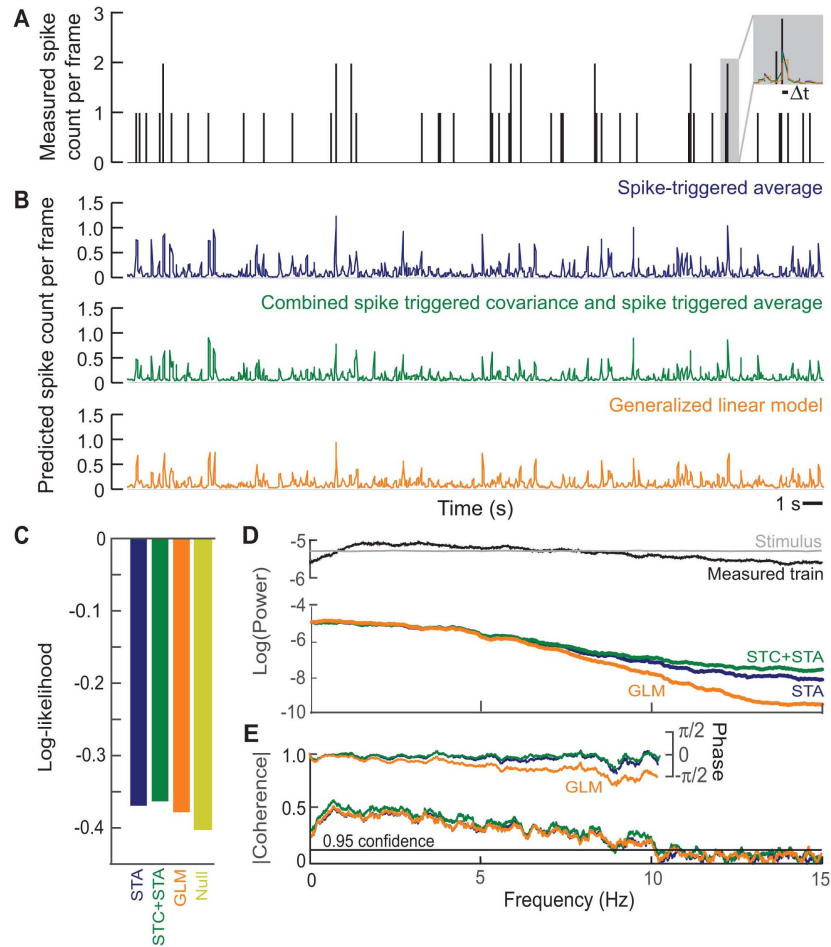 A
Measured spike
count per frame
3
2
1
0
Δt
B
Spike-triggered average
Predicted spike count per frame
1.5
1.0
0.5
0
Combined spike triggered covariance and spike triggered average
1.5
1.0
0.5
0
Generalized linear model
1.5
1.0
0.5
0
Time (s)
1 s
C
Log-likelihood
0
-0.1
-0.2
-0.3
-0.4
STA
STC+STA
GLM
Null
D
Log(Power)
-5
-6
Stimulus
Measured train
-4
-6
-8
-10
STC+STA
GLM
STA
E
|Coherence|
1.0
0.5
0
π/2
0
-π/2
Phase
GLM
0.95 confidence
0
5
10
15
Frequency (Hz)